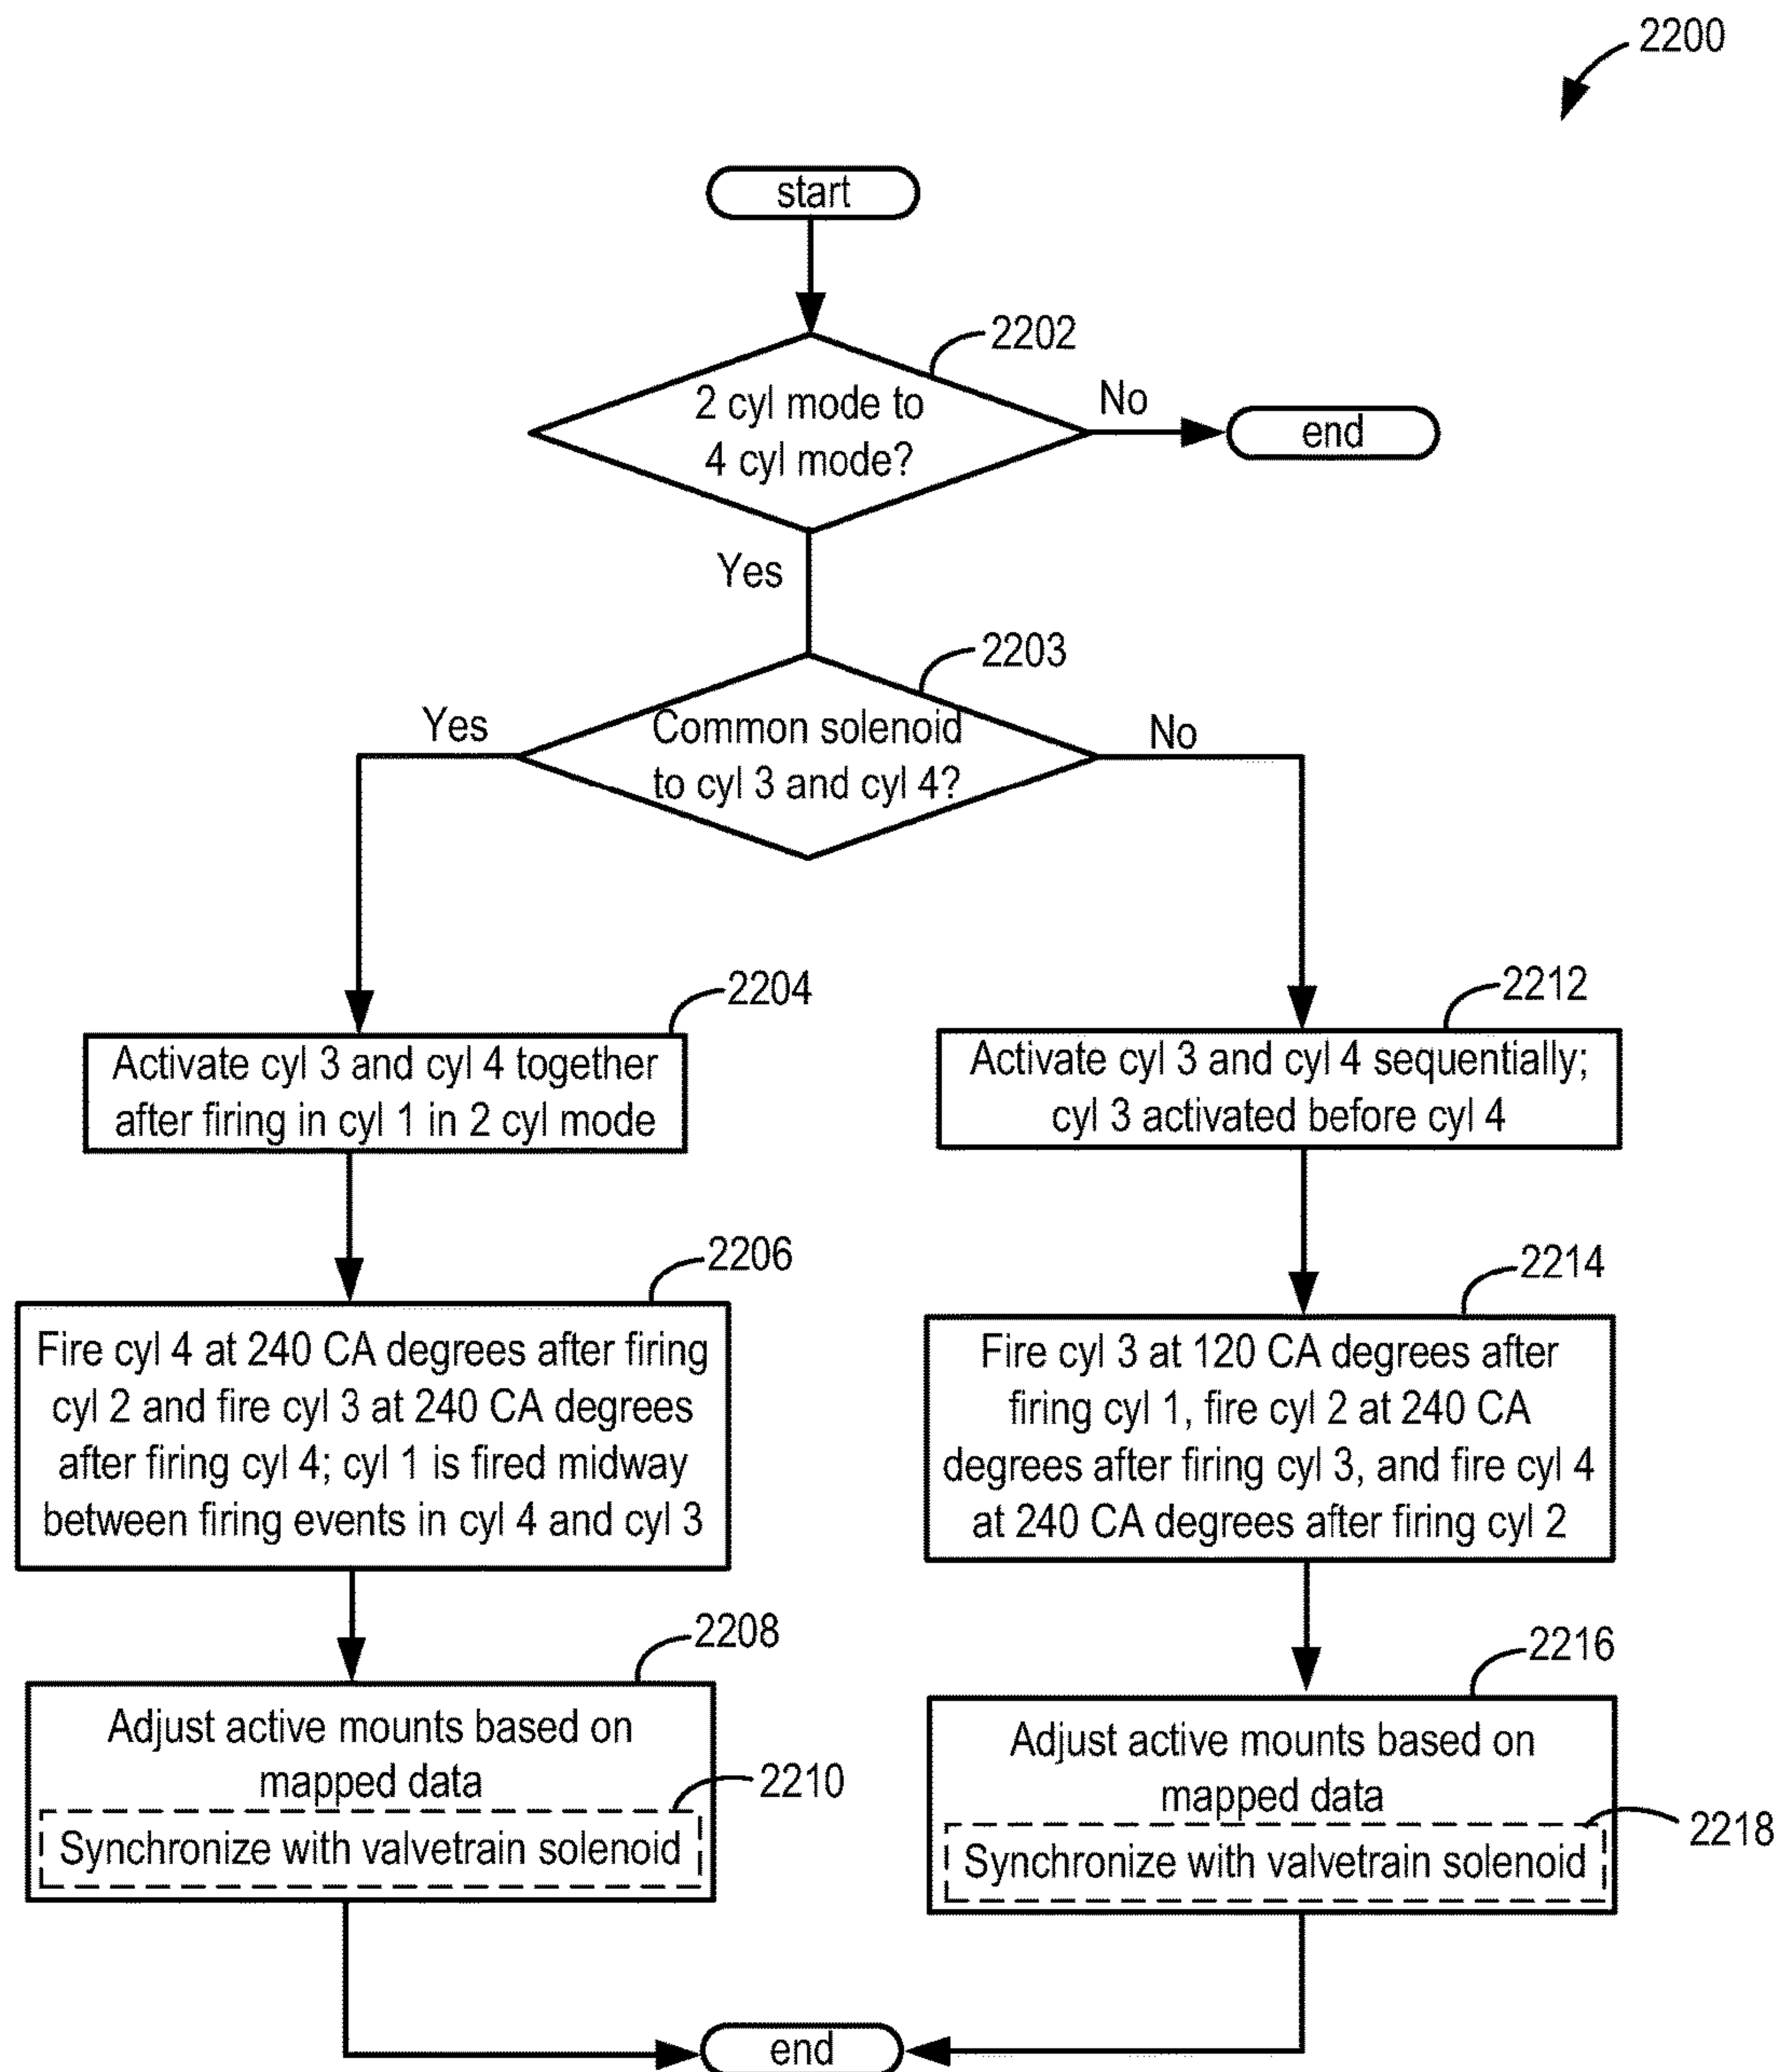 2200
start
2202
2 cyl mode to
4 cyl mode?
No
end
Yes
2203
Common solenoid
to cyl 3 and cyl 4?
Yes
No
2204
Activate cyl 3 and cyl 4 together
after firing in cyl 1 in 2 cyl mode
2212
Activate cyl 3 and cyl 4 sequentially;
cyl 3 activated before cyl 4
2206
Fire cyl 4 at 240 CA degrees after firing
cyl 2 and fire cyl 3 at 240 CA degrees
after firing cyl 4; cyl 1 is fired midway
between firing events in cyl 4 and cyl 3
2214
Fire cyl 3 at 120 CA degrees after
firing cyl 1, fire cyl 2 at 240 CA
degrees after firing cyl 3, and fire cyl 4
at 240 CA degrees after firing cyl 2
2208
Adjust active mounts based on
mapped data
2210
Synchronize with valvetrain solenoid
2216
Adjust active mounts based on
mapped data
2218
Synchronize with valvetrain solenoid
end